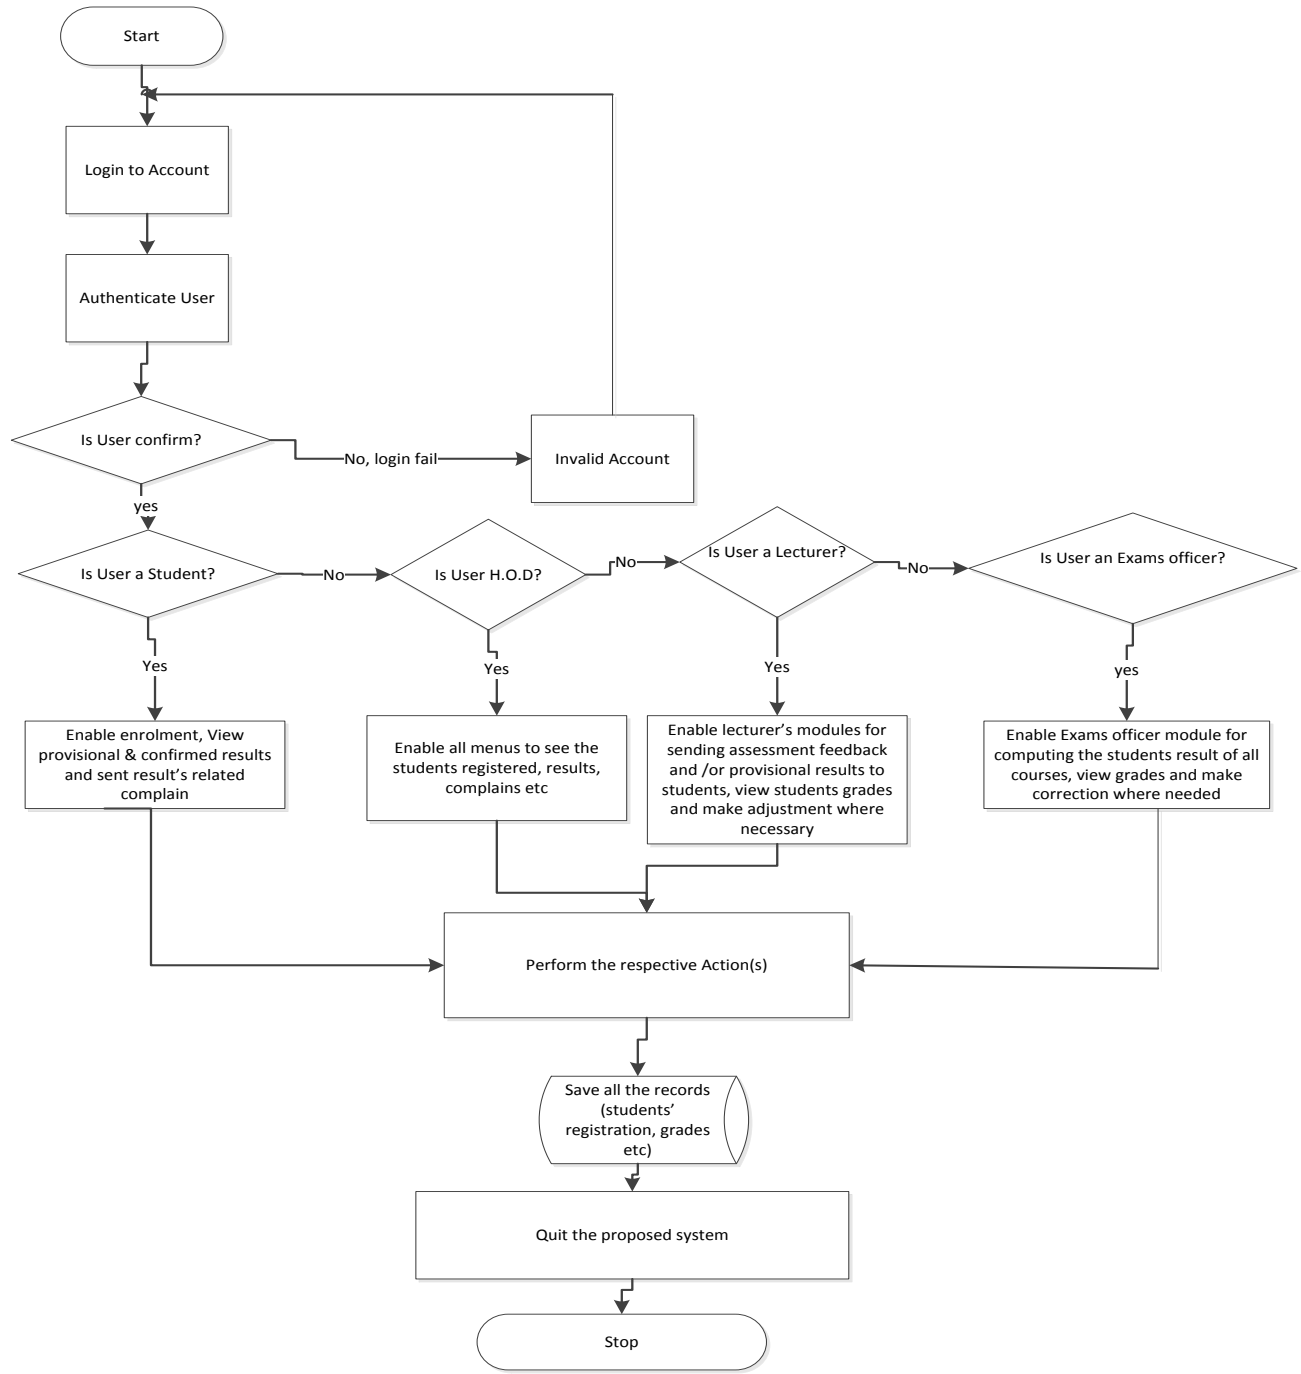 Start
Login to Account
Authenticate User
Is User confirm?
No, login fail
Invalid Account
yes
Is User a Student?
No
Is User H.O.D?
No
Is User a Lecturer?
No
Is User an Exams officer?
Yes
Yes
Yes
yes
Enable enrolment, View
provisional & confirmed results
and sent result’s related
complain
Enable all menus to see the
students registered, results,
complains etc
Enable lecturer’s modules for
sending assessment feedback
and /or provisional results to
students, view students grades
and make adjustment where
necessary
Enable Exams officer module for
computing the students result of all
courses, view grades and make
correction where needed
Perform the respective Action(s)
Save all the records
(students’
registration, grades
etc)
Quit the proposed system
Stop